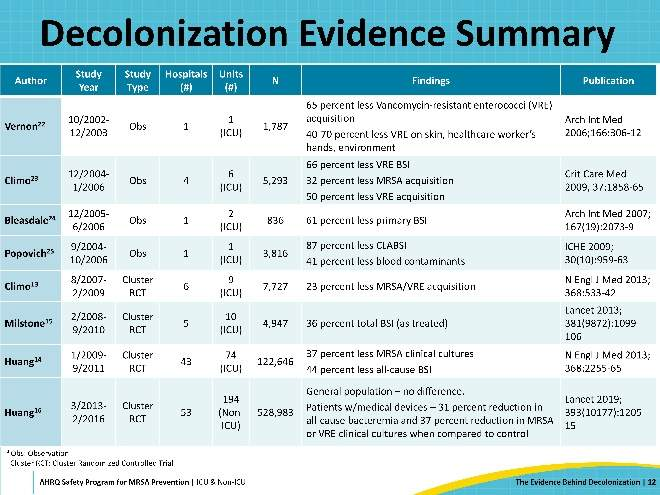 Decolonization Evidence Summary
Author Study Year Study Type Hospitals (#) Units (#) N Findings Publication
Vernon22 10/2002-12/2003 Obs 1 1 (ICU) 1,787 65 percent less Vancomycin-resistant enterococci (VRE) acquisition 40-70 percent less VRE on skin, healthcare worker's hands, environment Arch Int Med 2006;166:306-12
Climo23 12/2004-1/2006 Obs 4 6 (ICU) 5,293 66 percent less VRE BSI 32 percent less MRSA acquisition 50 percent less VRE acquisition Crit Care Med 2009; 37:1858-65
Bleasdale24 12/2005-6/2006 Obs 1 2 (ICU) 836 61 percent less primary BSI Arch Int Med 2007; 167(19):2073-9
Popovich25 9/2004-10/2006 Obs 1 1 (ICU) 3,816 87 percent less CLABSI 41 percent less blood contaminants ICHE 2009; 30(10):959-63
Climo13 8/2007-2/2009 Cluster RCT 6 9 (ICU) 7,727 23 percent less MRSA/VRE acquisition N Engl J Med 2013; 368:533-42
Milstone15 2/2008-9/2010 Cluster RCT 5 10 (ICU) 4,947 36 percent total BSI (as treated) Lancet 2013; 381(9872):1099-106
Huang14 1/2009-9/2011 Cluster RCT 43 74 (ICU) 122,646 37 percent less MRSA clinical cultures 44 percent less all-cause BSI N Engl J Med 2013; 368:2255-65
Huang16 3/2013-2/2016 Cluster RCT 53 194 (Non ICU) 528,983 General population – no difference. Patients w/medical devices – 31 percent reduction in all-cause bacteremia and 37 percent reduction in MRSA or VRE clinical cultures when compared to control Lancet 2019; 393(10177):1205-15
Obs: Observation
Cluster RCT: Cluster Randomized Controlled Trial
AHRQ Safety Program for MRSA Prevention | ICU & Non-ICU
The Evidence Behind Decolonization | 12